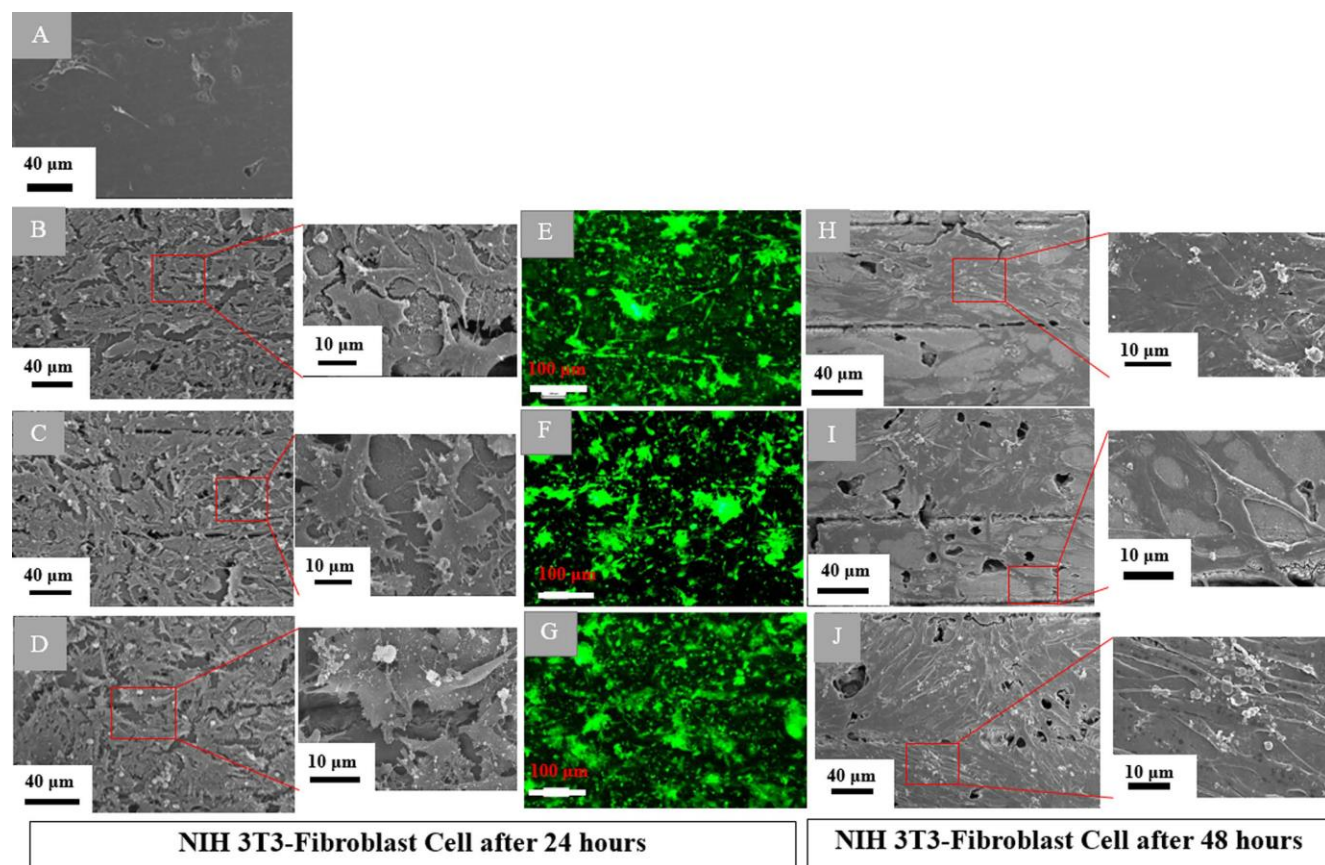 A
40 µm
B
40 µm
10 µm
E
100 µm
H
40 µm
10 µm
C
40 µm
10 µm
F
100 µm
I
40 µm
10 µm
D
40 µm
10 µm
G
100 µm
J
40 µm
10 µm
NIH 3T3-Fibroblast Cell after 24 hours
NIH 3T3-Fibroblast Cell after 48 hours